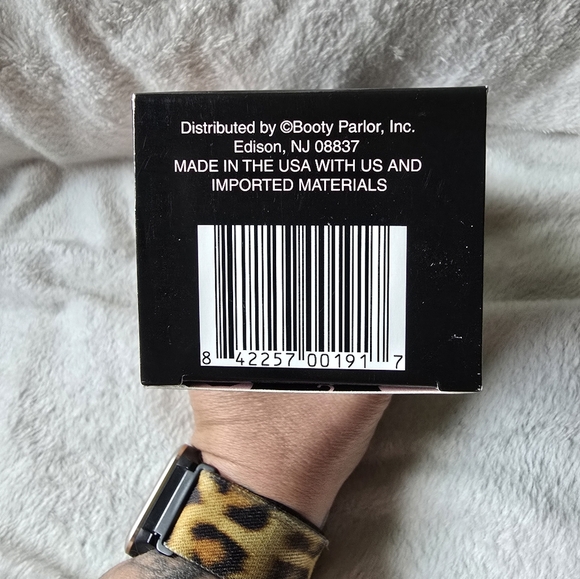 Distributed by ©Booty Parlor, Inc.
Edison, NJ 08837
MADE IN THE USA WITH US AND
IMPORTED MATERIALS
8 42257 00191 7